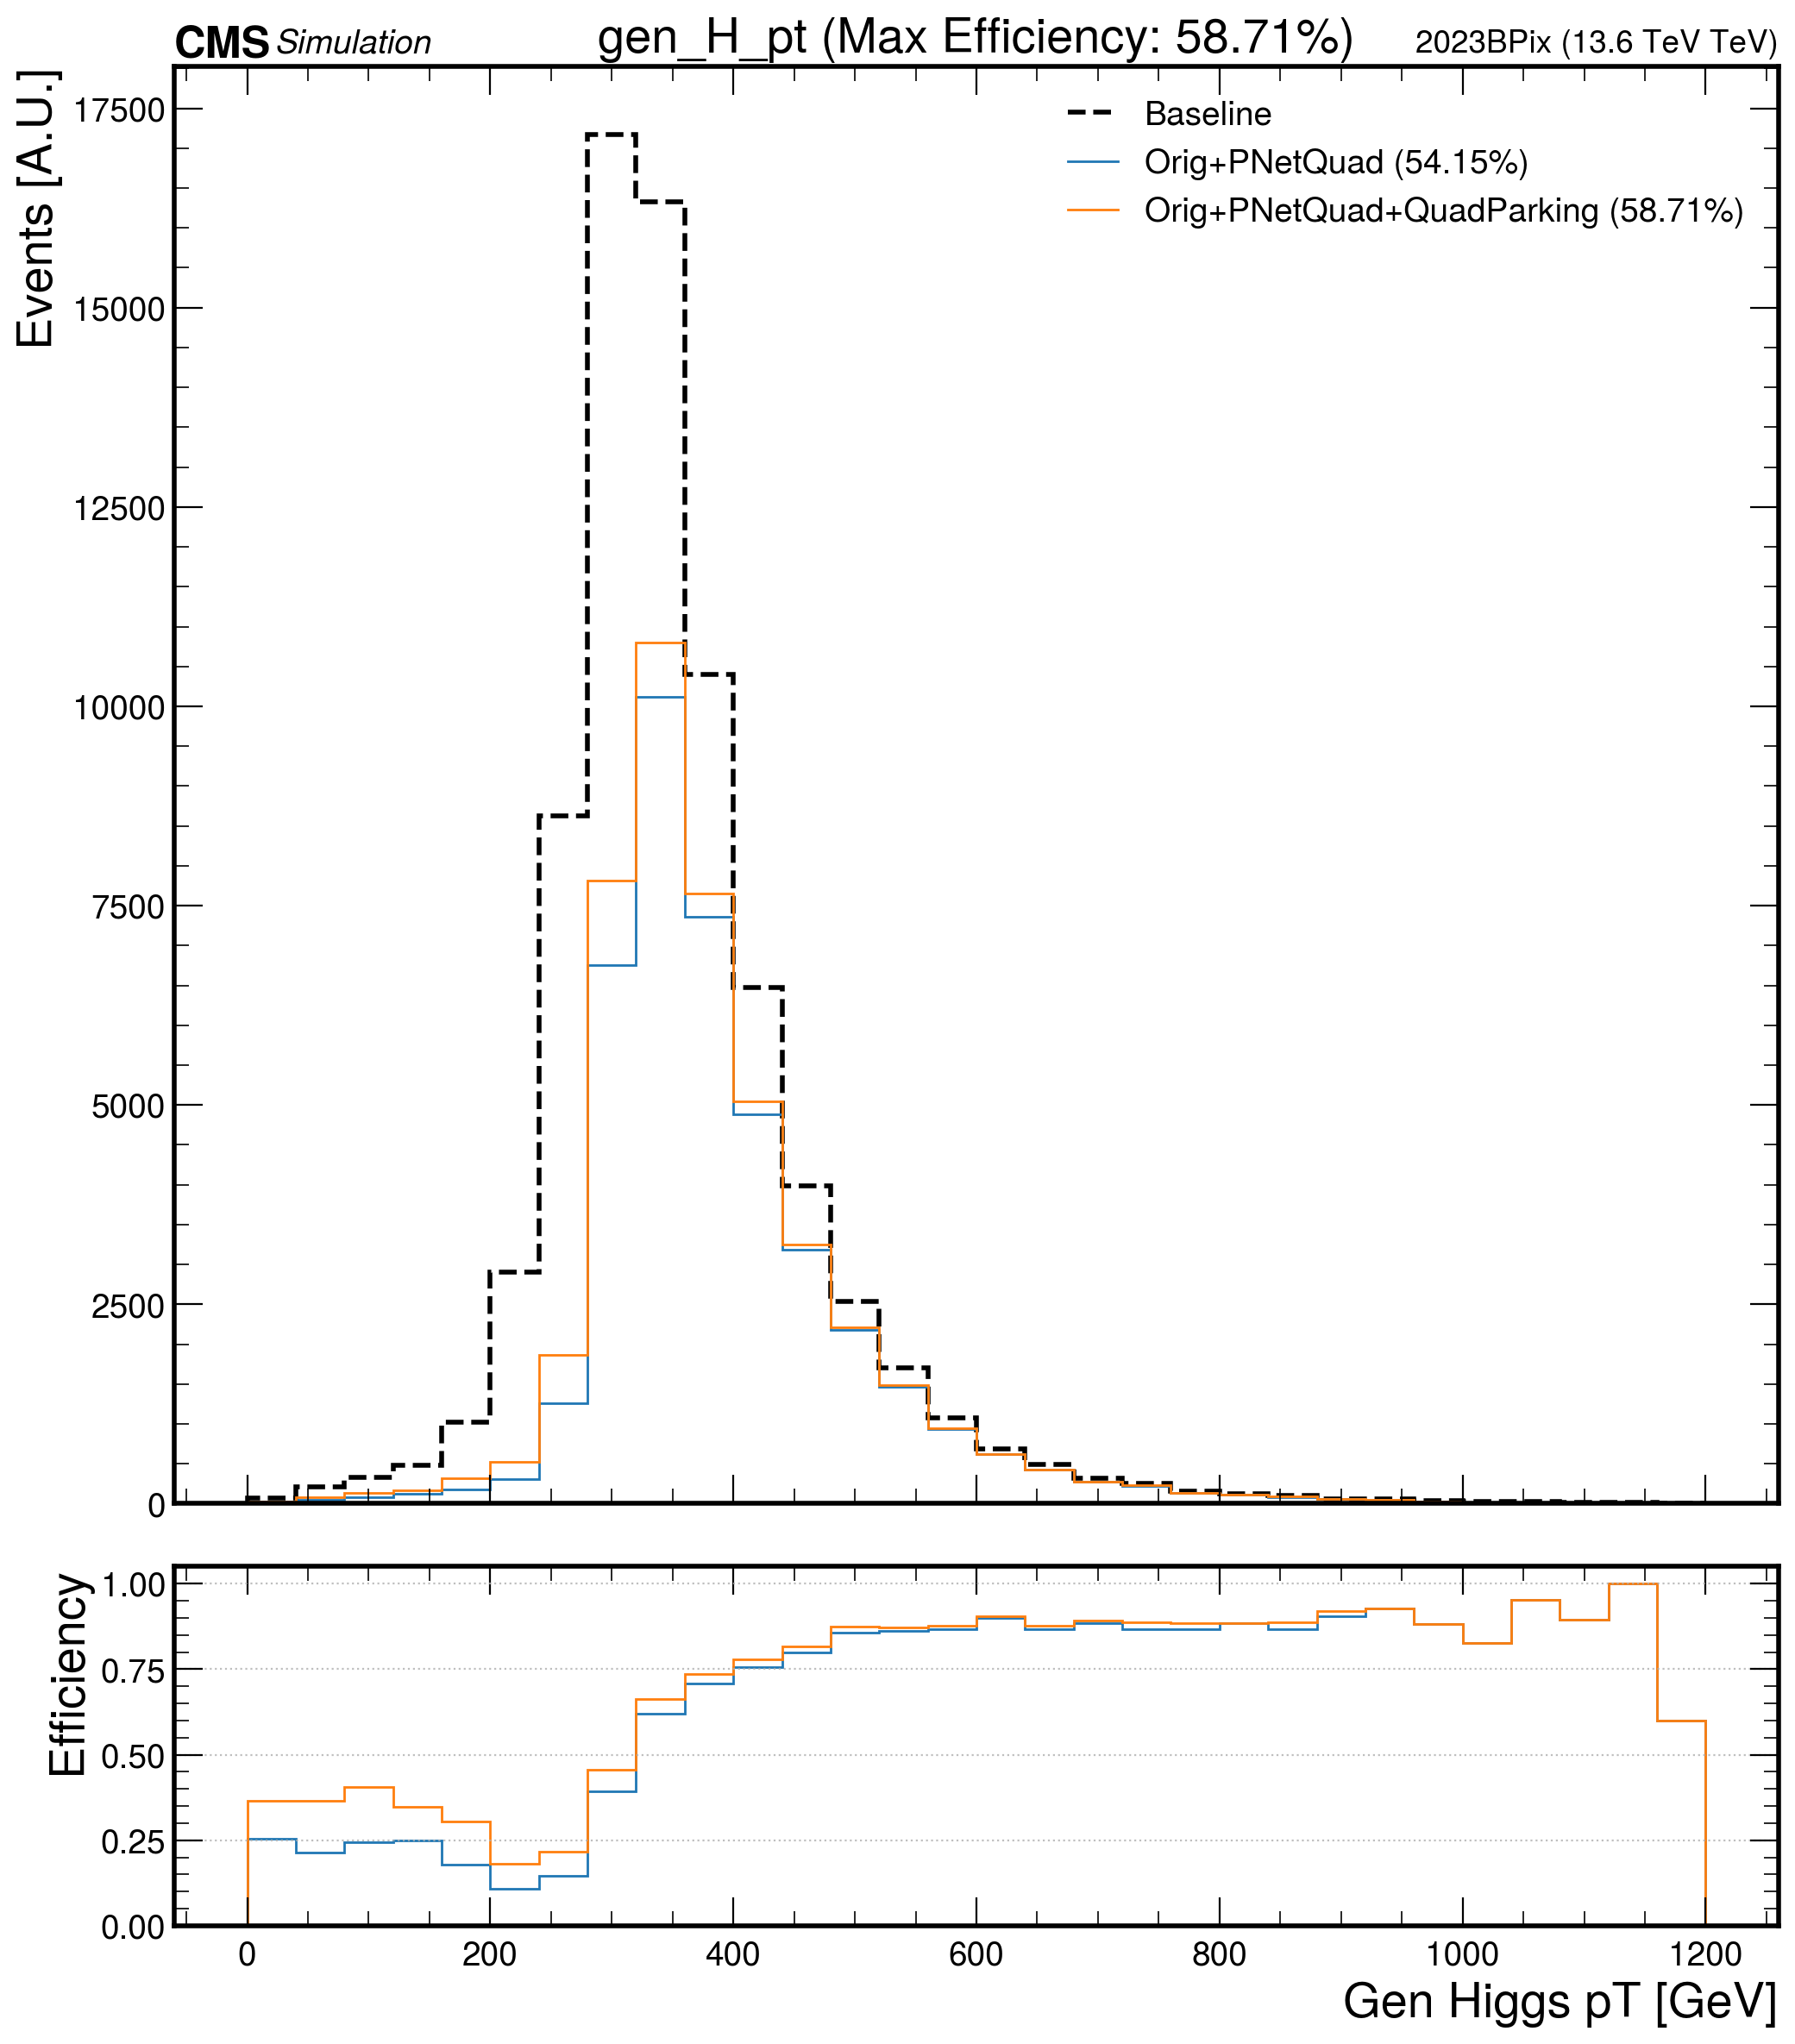 CMS Simulation gen_H_pt (Max Efficiency: 58.71%) 2023BPix (13.6 TeV TeV)
Events [A.U.]
17500
15000
12500
10000
7500
5000
2500
0
Baseline
Orig+PNetQuad (54.15%)
Orig+PNetQuad+QuadParking (58.71%)
Efficiency
1.00
0.75
0.50
0.25
0.00
0 200 400 600 800 1000 1200
Gen Higgs pT [GeV]